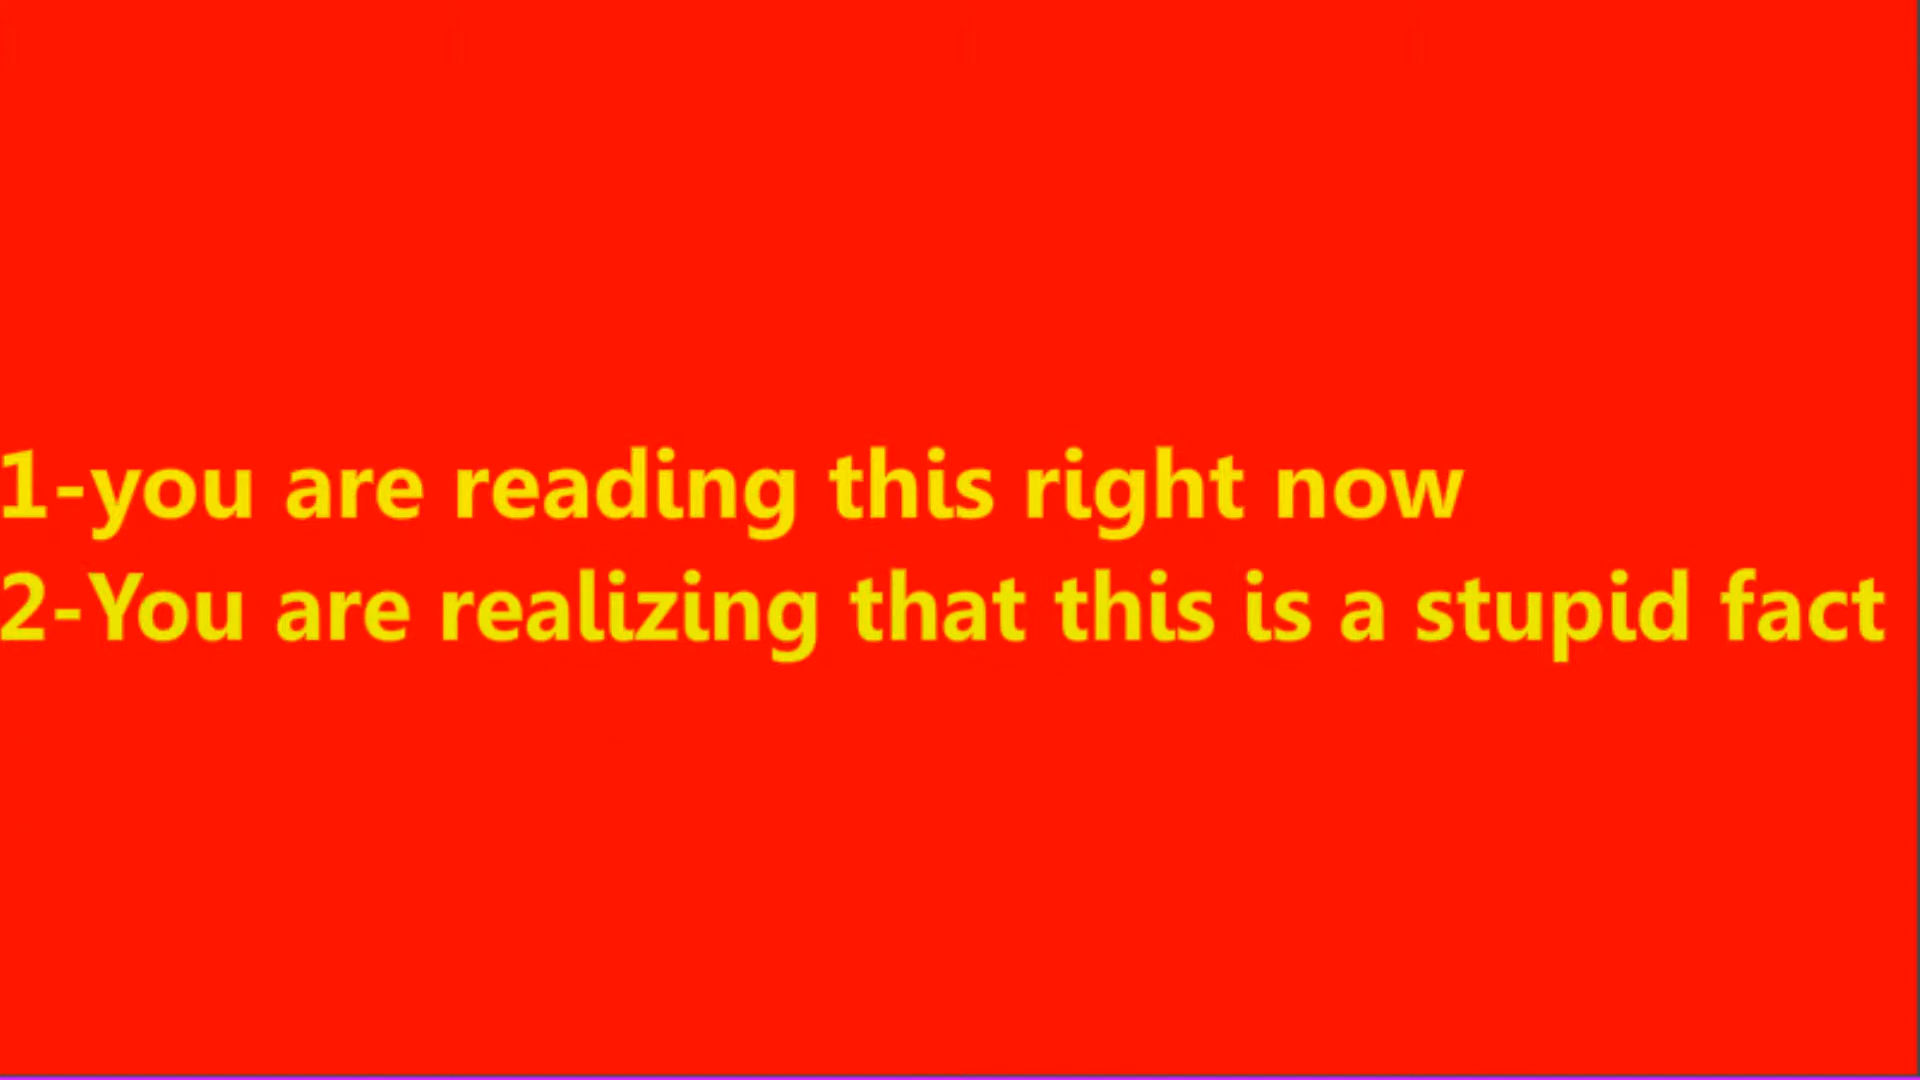 1-you are reading this right now
2-You are realizing that this is a stupid fact